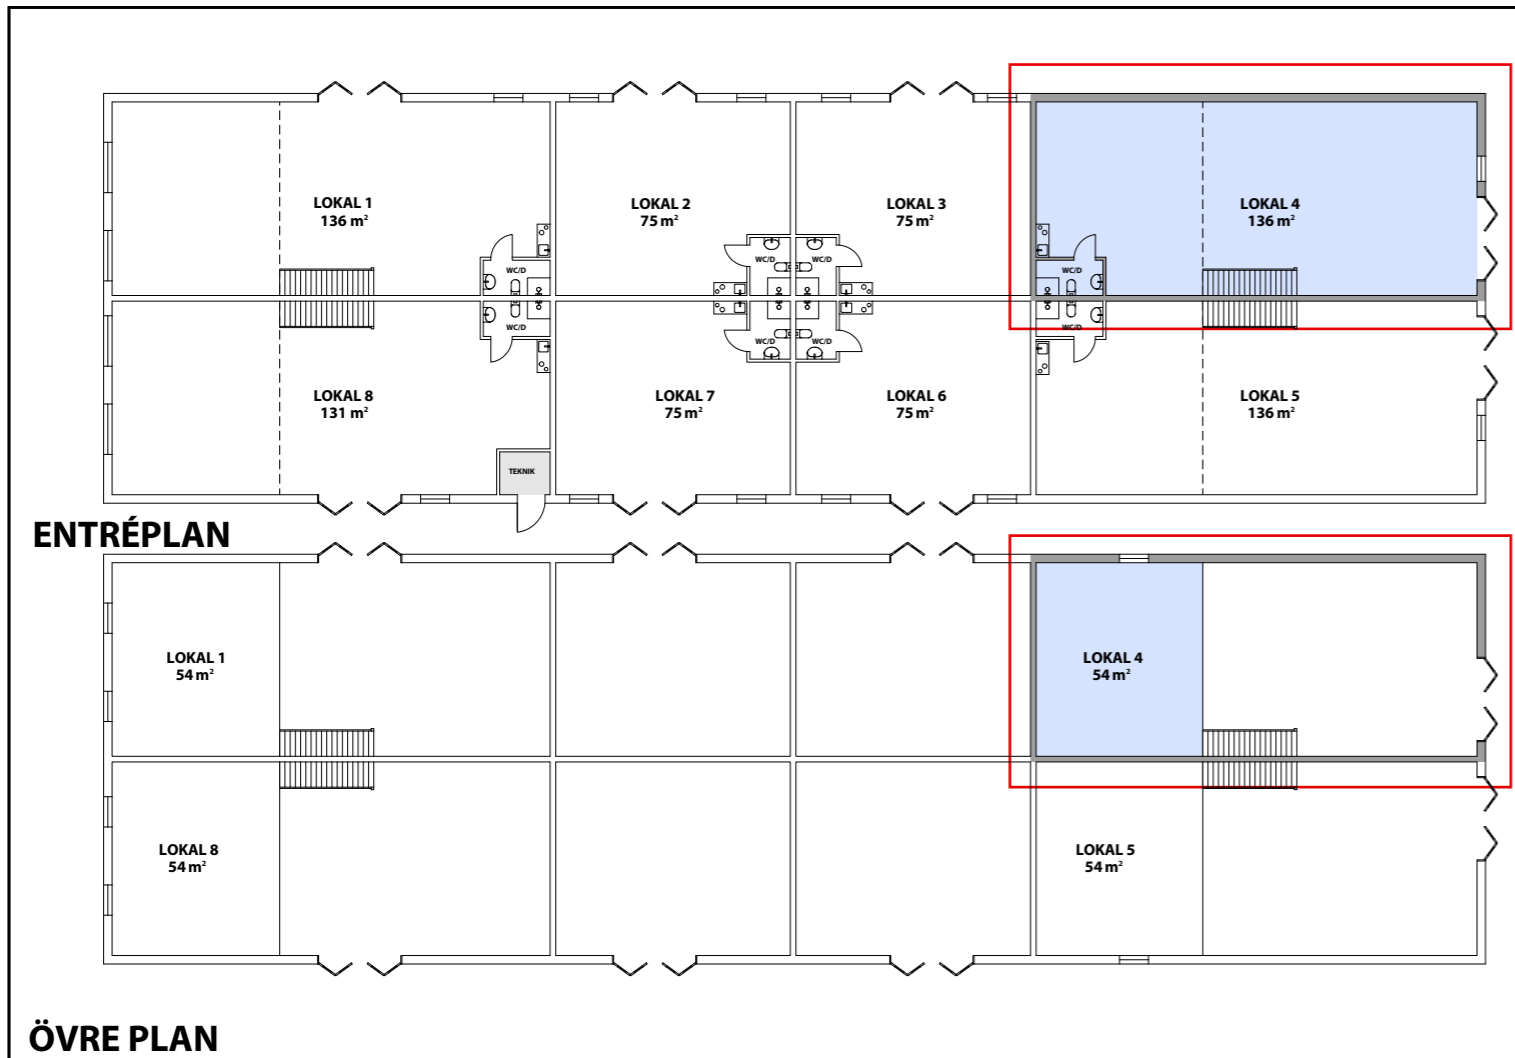 LOKAL 1
136 m²
LOKAL 2
75 m²
LOKAL 3
75 m²
LOKAL 4
136 m²
WC/D
WC/D
WC/D
WC/D
WC/D
WC/D
WC/D
WC/D
LOKAL 8
131 m²
LOKAL 7
75 m²
LOKAL 6
75 m²
LOKAL 5
136 m²
TEKNIK
ENTRÉPLAN
LOKAL 1
54 m²
LOKAL 4
54 m²
LOKAL 8
54 m²
LOKAL 5
54 m²
ÖVRE PLAN